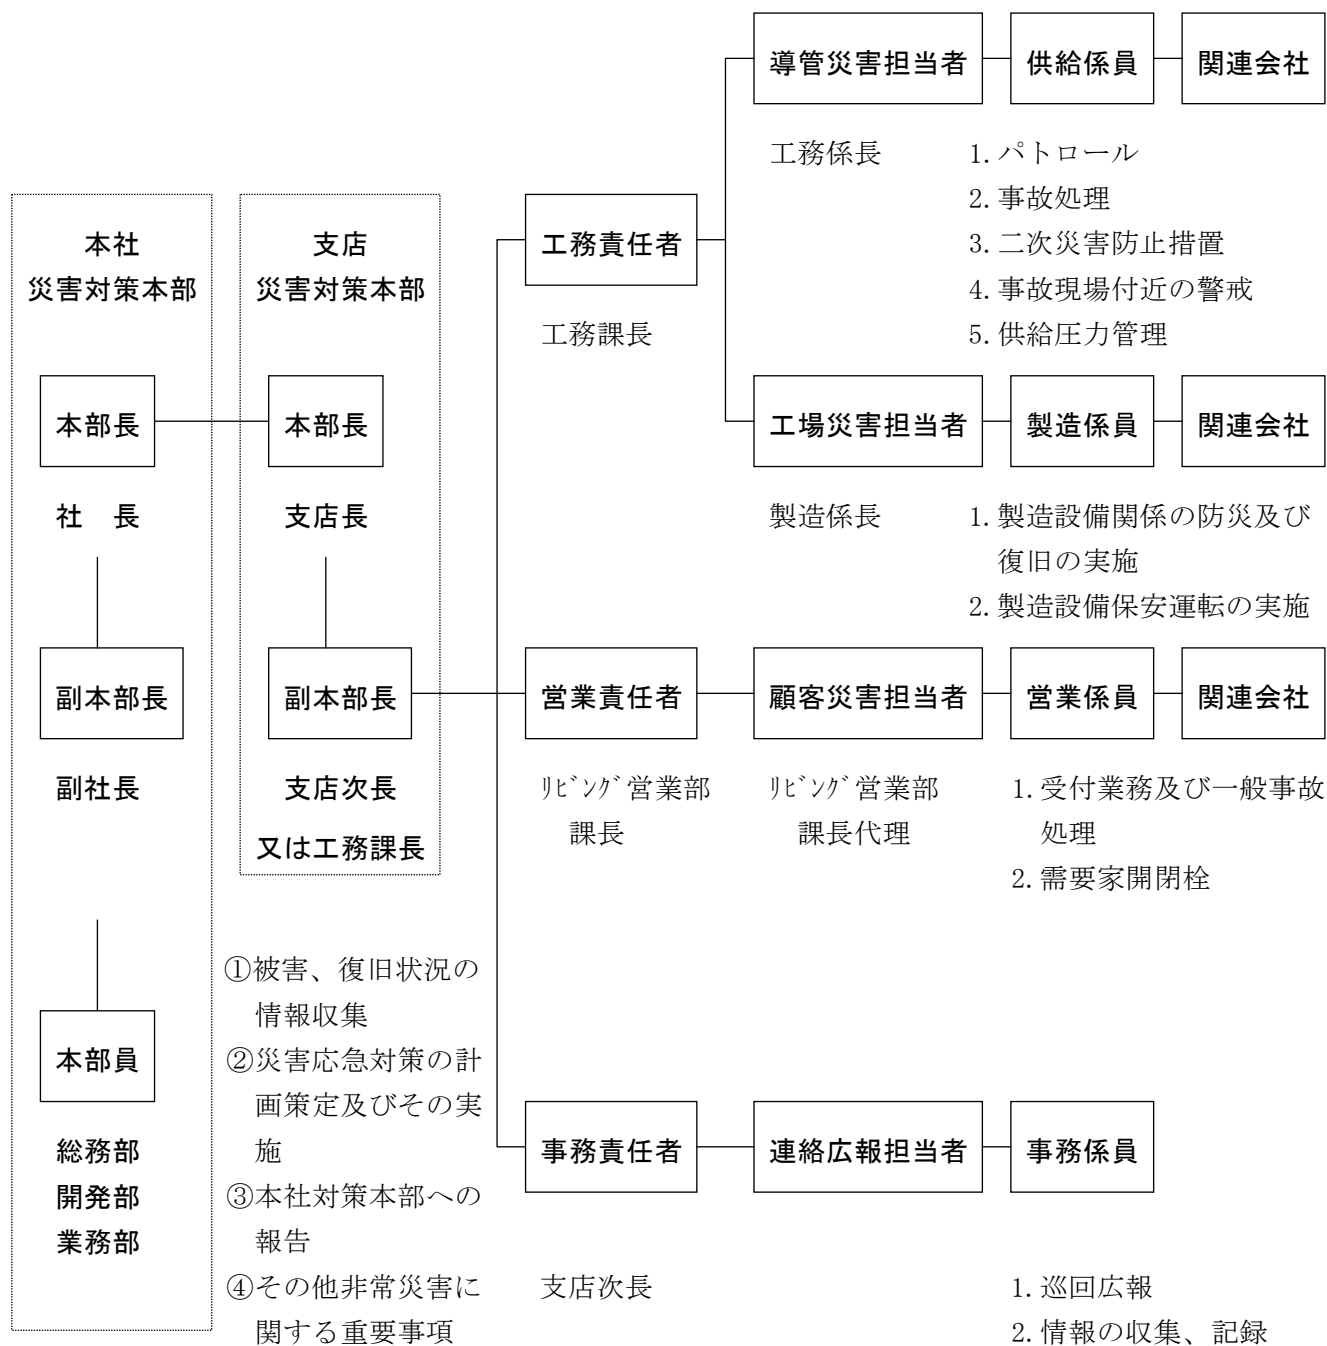 本社
災害対策本部
本部長
社　長
副本部長
副社長
本部員
総務部
開発部
業務部
支店
災害対策本部
本部長
支店長
副本部長
支店次長
又は工務課長
①被害、復旧状況の
情報収集
②災害応急対策の計
画策定及びその実
施
③本社対策本部への
報告
④その他非常災害に
関する重要事項
工務責任者
工務課長
導管災害担当者
供給係員
関連会社
工務係長
1.パトロール
2.事故処理
3.二次災害防止措置
4.事故現場付近の警戒
5.供給圧力管理
工場災害担当者
製造係員
関連会社
製造係長
1.製造設備関係の防災及び
復旧の実施
2.製造設備保安運転の実施
営業責任者
ﾘﾋﾞﾝｸﾞ営業部
課長
顧客災害担当者
ﾘﾋﾞﾝｸﾞ営業部
課長代理
営業係員
関連会社
1.受付業務及び一般事故
処理
2.需要家開閉栓
事務責任者
支店次長
連絡広報担当者
事務係員
1.巡回広報
2.情報の収集、記録